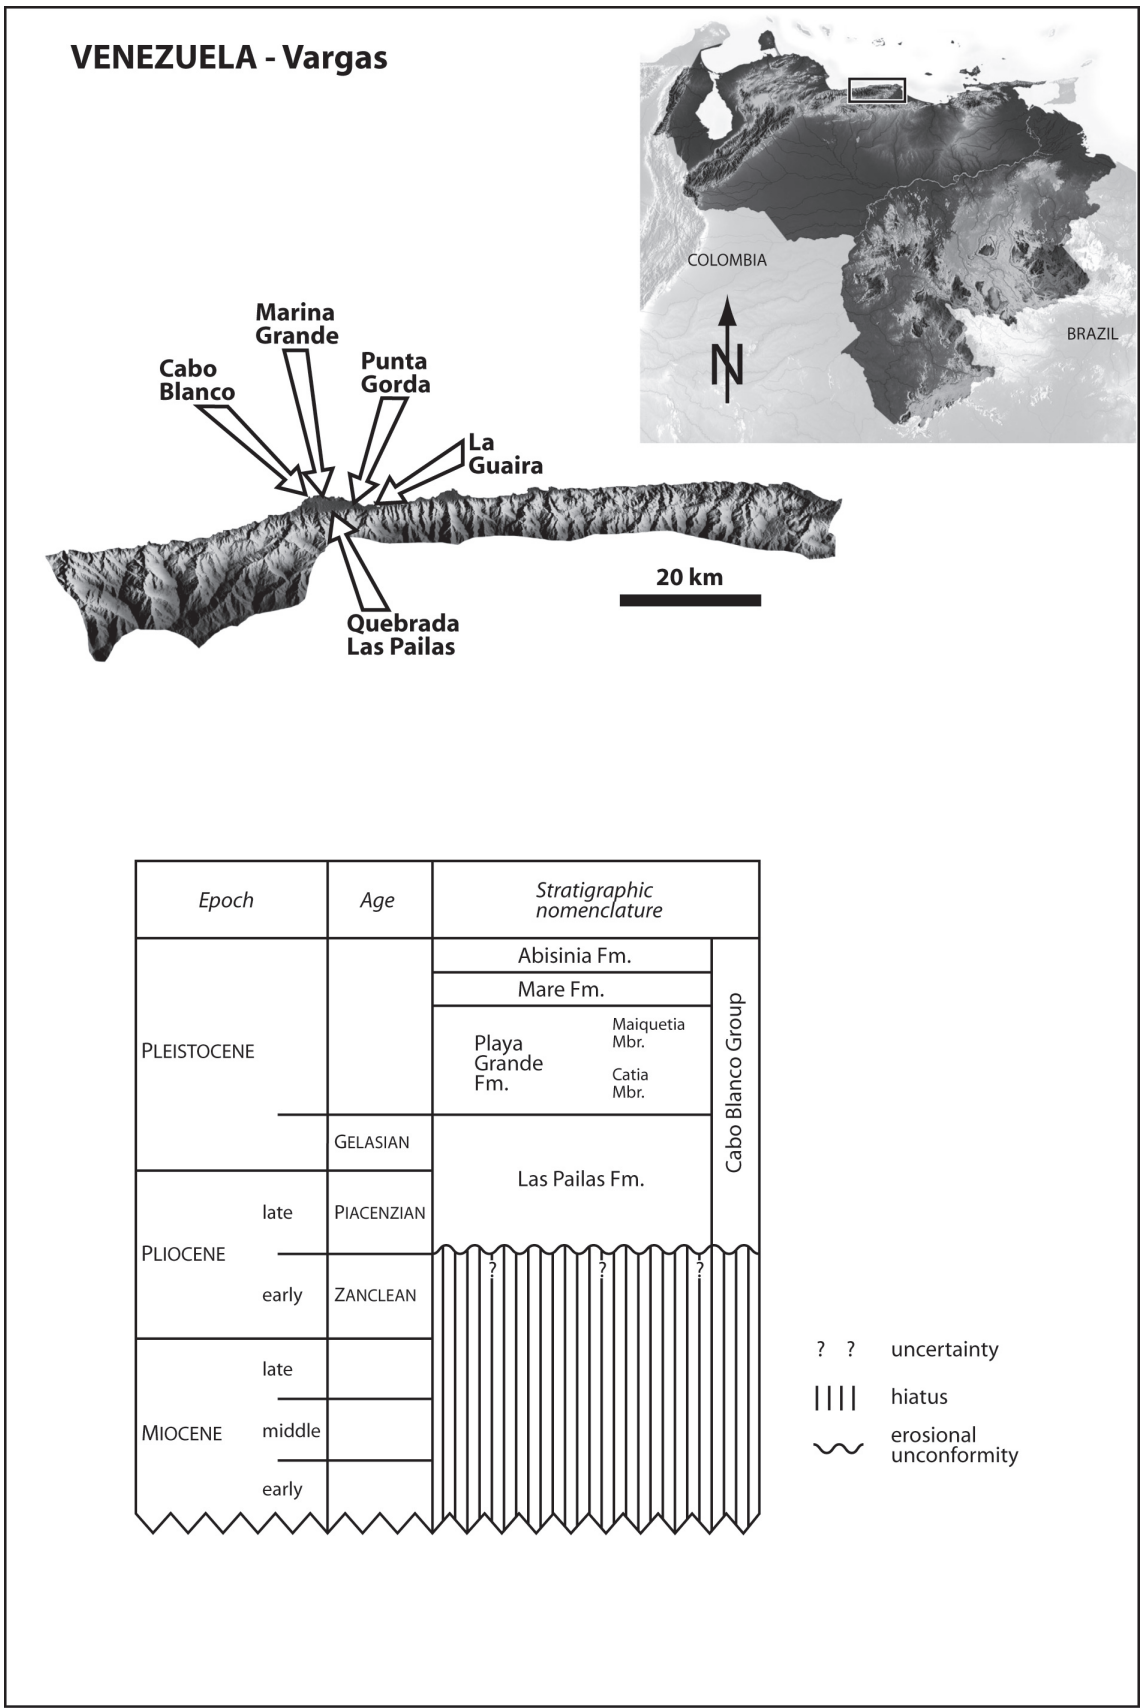 VENEZUELA - Vargas
COLOMBIA
BRAZIL
N
Marina
Grande
Cabo
Blanco
Punta
Gorda
La
Guaira
20 km
Quebrada
Las Pailas
Epoch
Age
Stratigraphic
nomenclature
Abisinia Fm.
Mare Fm.
PLEISTOCENE
Playa
Grande
Fm.
Maiquetia
Mbr.
Catia
Mbr.
Cabo Blanco Group
GELASIAN
Las Pailas Fm.
late
PIACENZIAN
PLIOCENE
? ? ?
early
ZANCLEAN
late
MIOCENE
middle
early
? ? uncertainty
hiatus
erosional
unconformity